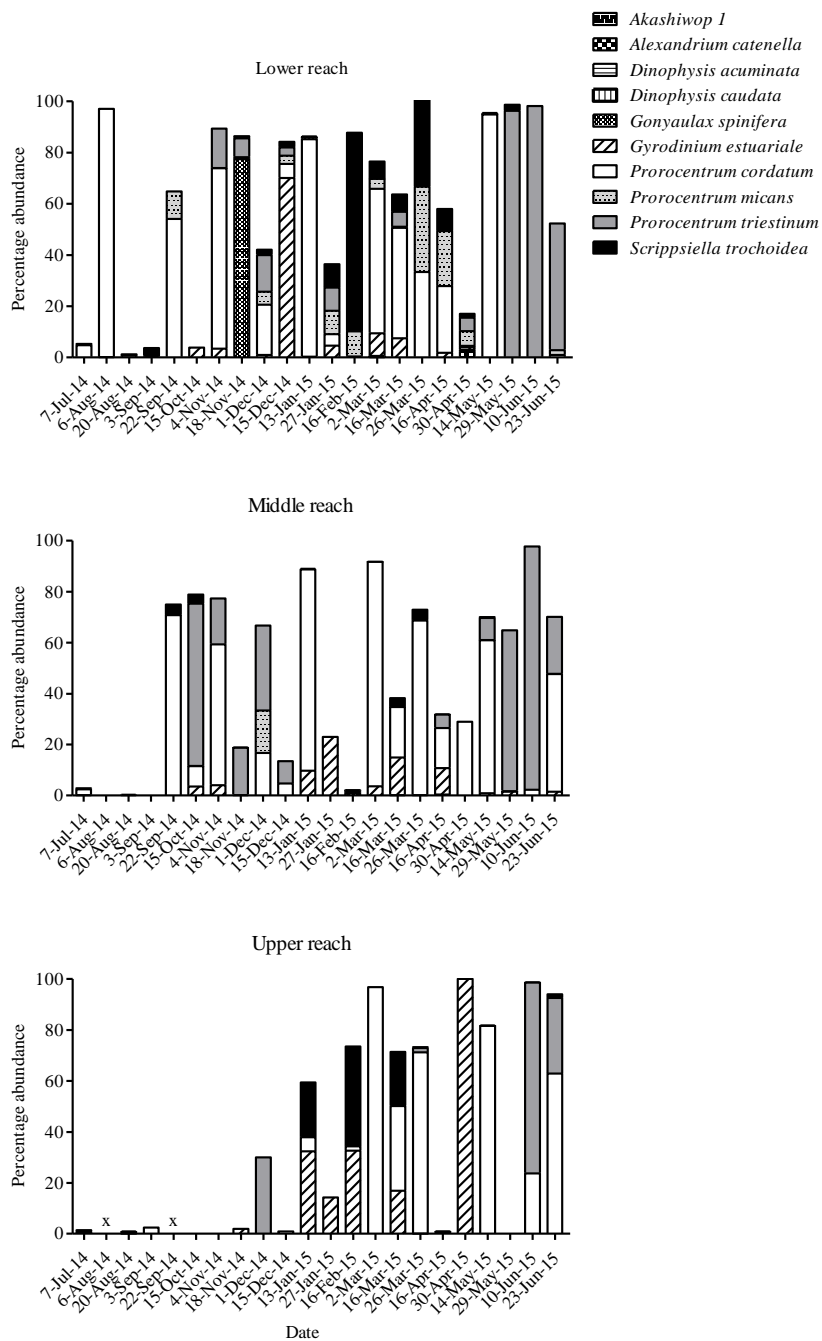 Akashiwop 1
Alexandrium catenella
Dinophysis acuminata
Dinophysis caudata
Gonyaulax spinifera
Gyrodinium estuariale
Prorocentrum cordatum
Prorocentrum micans
Prorocentrum triestinum
Scrippsiella trochoidea
Lower reach
Percentage abundance
100
80
60
40
20
0
7-Jul-14
6-Aug-14
20-Aug-14
3-Sep-14
22-Sep-14
15-Oct-14
4-Nov-14
18-Nov-14
1-Dec-14
15-Dec-14
13-Jan-15
27-Jan-15
16-Feb-15
2-Mar-15
16-Mar-15
26-Mar-15
16-Apr-15
30-Apr-15
14-May-15
29-May-15
10-Jun-15
23-Jun-15
Middle reach
Percentage abundance
100
80
60
40
20
0
7-Jul-14
6-Aug-14
20-Aug-14
3-Sep-14
22-Sep-14
15-Oct-14
4-Nov-14
18-Nov-14
1-Dec-14
15-Dec-14
13-Jan-15
27-Jan-15
16-Feb-15
2-Mar-15
16-Mar-15
26-Mar-15
16-Apr-15
30-Apr-15
14-May-15
29-May-15
10-Jun-15
23-Jun-15
Upper reach
Percentage abundance
100
80
60
40
20
0
x
x
7-Jul-14
6-Aug-14
20-Aug-14
3-Sep-14
22-Sep-14
15-Oct-14
4-Nov-14
18-Nov-14
1-Dec-14
15-Dec-14
13-Jan-15
27-Jan-15
16-Feb-15
2-Mar-15
16-Mar-15
26-Mar-15
16-Apr-15
30-Apr-15
14-May-15
29-May-15
10-Jun-15
23-Jun-15
Date